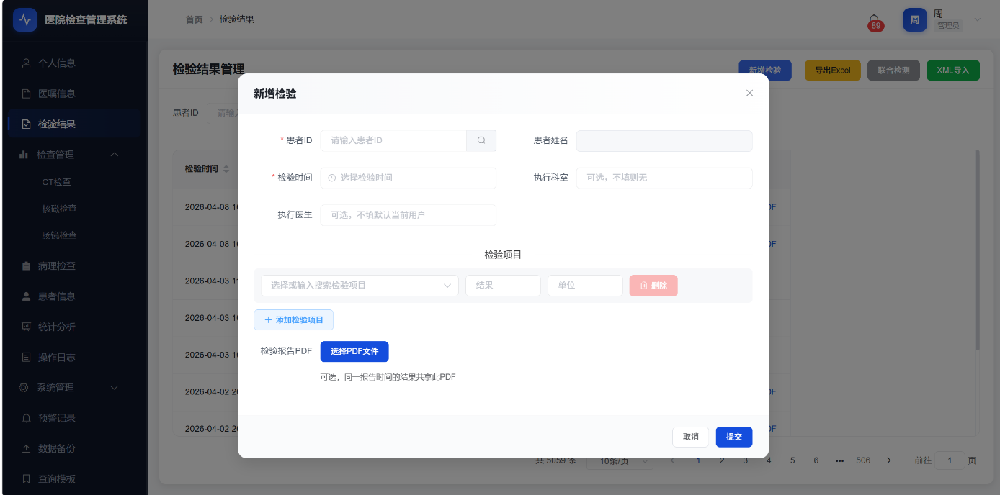 医院检查管理系统
首页 > 检验结果
89
周
周
管理员
个人信息
医嘱信息
检验结果
检查管理
CT检查
核磁检查
肠镜检查
病理检查
患者信息
统计分析
操作日志
系统管理
预警记录
数据备份
查询模板
检验结果管理
新增检验
导出Excel
联合检测
XML导入
患者ID
请输
检验时间
2026-04-08 1
2026-04-08 1
2026-04-03 1
2026-04-03 1
2026-04-03 1
2026-04-02 2
2026-04-02 2
DF
DF
DF
DF
新增检验
* 患者ID 请输入患者ID
患者姓名
* 检验时间 选择检验时间
执行科室 可选，不填则无
执行医生 可选，不填默认当前用户
检验项目
选择或输入搜索检验项目 结果 单位 删除
+ 添加检验项目
检验报告PDF 选择PDF文件
可选，同一报告时间的结果共享此PDF
取消 提交
共 5059 条 10条/页 < 1 2 3 4 5 6 ••• 506 > 前往 1 页